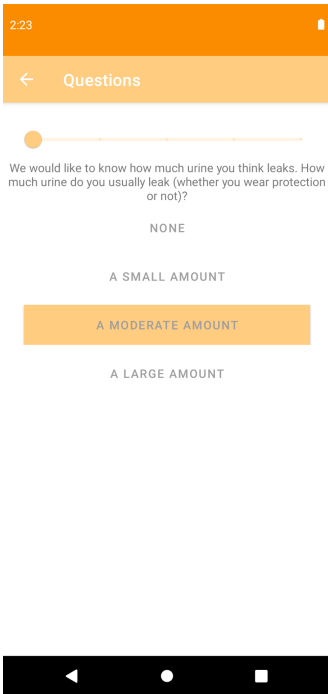 2:23
Questions
We would like to know how much urine you think leaks. How
much urine do you usually leak (whether you wear protection
or not)?
NONE
A SMALL AMOUNT
A MODERATE AMOUNT
A LARGE AMOUNT